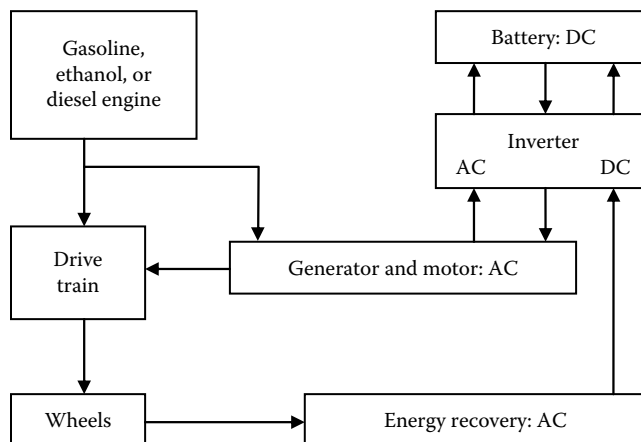 Gasoline,
ethanol, or
diesel engine
Battery: DC
Inverter
AC
DC
Drive
train
Generator and motor: AC
Wheels
Energy recovery: AC